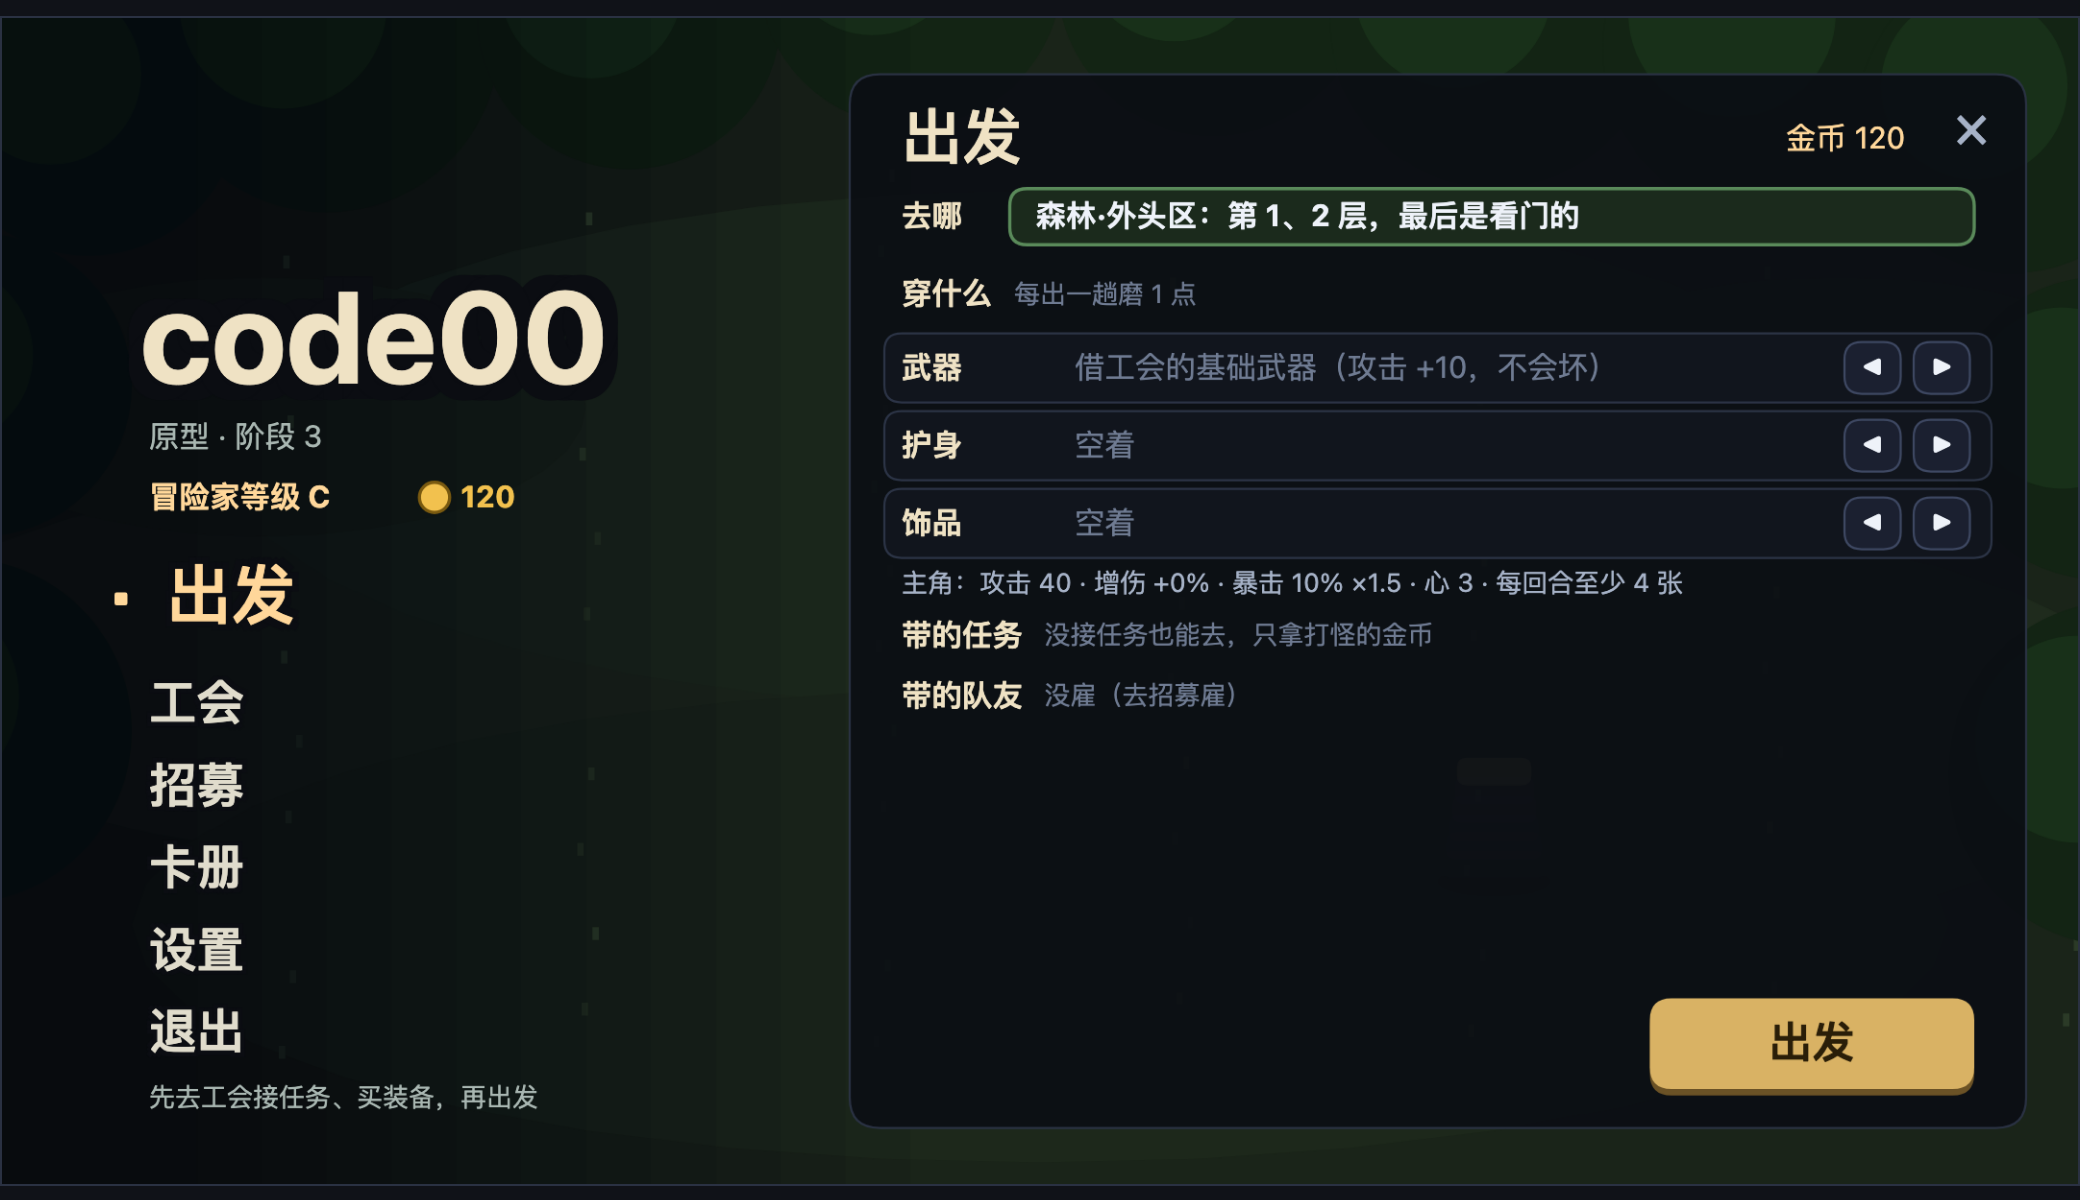 code00
原型 · 阶段 3
冒险家等级 C 120
出发
工会
招募
卡册
设置
退出
先去工会接任务、买装备，再出发
出发 金币 120 ✕
去哪 森林·外头区：第 1、2 层，最后是看门的
穿什么 每出一趟磨 1 点
武器 借工会的基础武器（攻击 +10，不会坏） ◀ ▶
护身 空着 ◀ ▶
饰品 空着 ◀ ▶
主角：攻击 40 · 增伤 +0% · 暴击 10% ×1.5 · 心 3 · 每回合至少 4 张
带的任务 没接任务也能去，只拿打怪的金币
带的队友 没雇（去招募雇）
出发